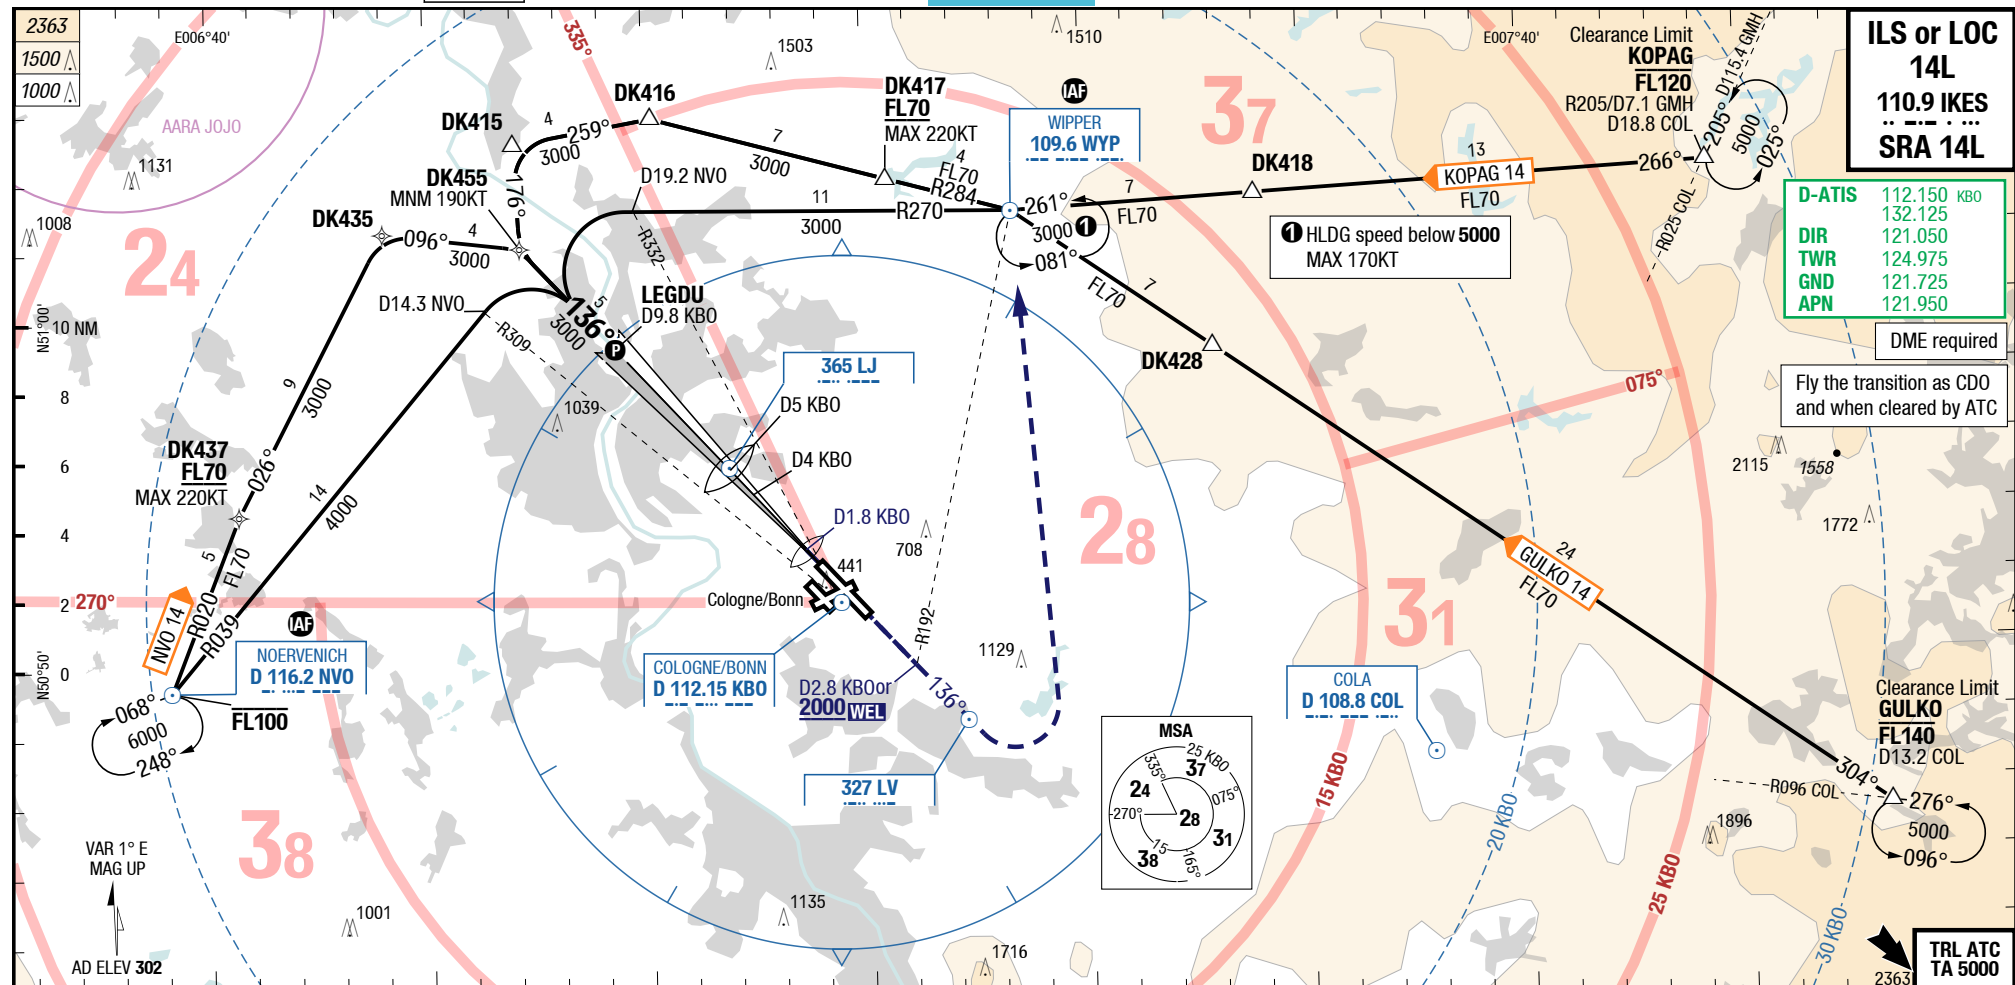 2363
1500
1000
E006°40'
AARA JOJO
1131
1008
24
335°
1503
1510
37
E007°40'
Clearance Limit
KOPAG
FL120
R205/D7.1 GMH
D18.8 COL
D115.4 GMH
205°
5000
025°
R025 COL
ILS or LOC
14L
110.9 IKES
SRA 14L
D-ATIS 112.150 KBO
132.125
DIR 121.050
TWR 124.975
GND 121.725
APN 121.950
DME required
Fly the transition as CDO
and when cleared by ATC
DK415
4
259°
3000
DK416
7
3000
DK417
FL70
MAX 220KT
4
FL70
R284
IAF
WIPPER
109.6 WYP
261°
3000
1
081°
7
FL70
DK418
13
KOPAG 14
FL70
266°
1 HLDG speed below 5000
MAX 170KT
DK455
MNM 190KT
176°
DK435
096°
4
3000
D19.2 NVO
11
3000
R270
R332
D14.3 NVO
R309
136°
5
3000
LEGDU
D9.8 KBO
P
7
FL70
DK428
24
GULKO 14
FL70
075°
N51°00'
10 NM
8
6
4
2
0
N50°50'
9
3000
026°
DK437
FL70
MAX 220KT
14
4000
5
FL70
R020
R039
NVO 14
270°
IAF
NOERVENICH
D 116.2 NVO
FL100
068°
6000
248°
1039
365 LJ
D5 KBO
D4 KBO
D1.8 KBO
441
708
28
Cologne/Bonn
COLOGNE/BONN
D 112.15 KBO
R192
1129
D2.8 KBO or
2000 WEL
136°
327 LV
31
COLA
D 108.8 COL
2115
1558
1772
Clearance Limit
GULKO
FL140
D13.2 COL
304°
R096 COL
276°
5000
096°
1896
MSA
25 KBO
335°
37
24
075°
270°
28
31
38
15
165°
15 KBO
20 KBO
25 KBO
30 KBO
38
VAR 1° E
MAG UP
AD ELEV 302
1001
1135
1716
2363
TRL ATC
TA 5000